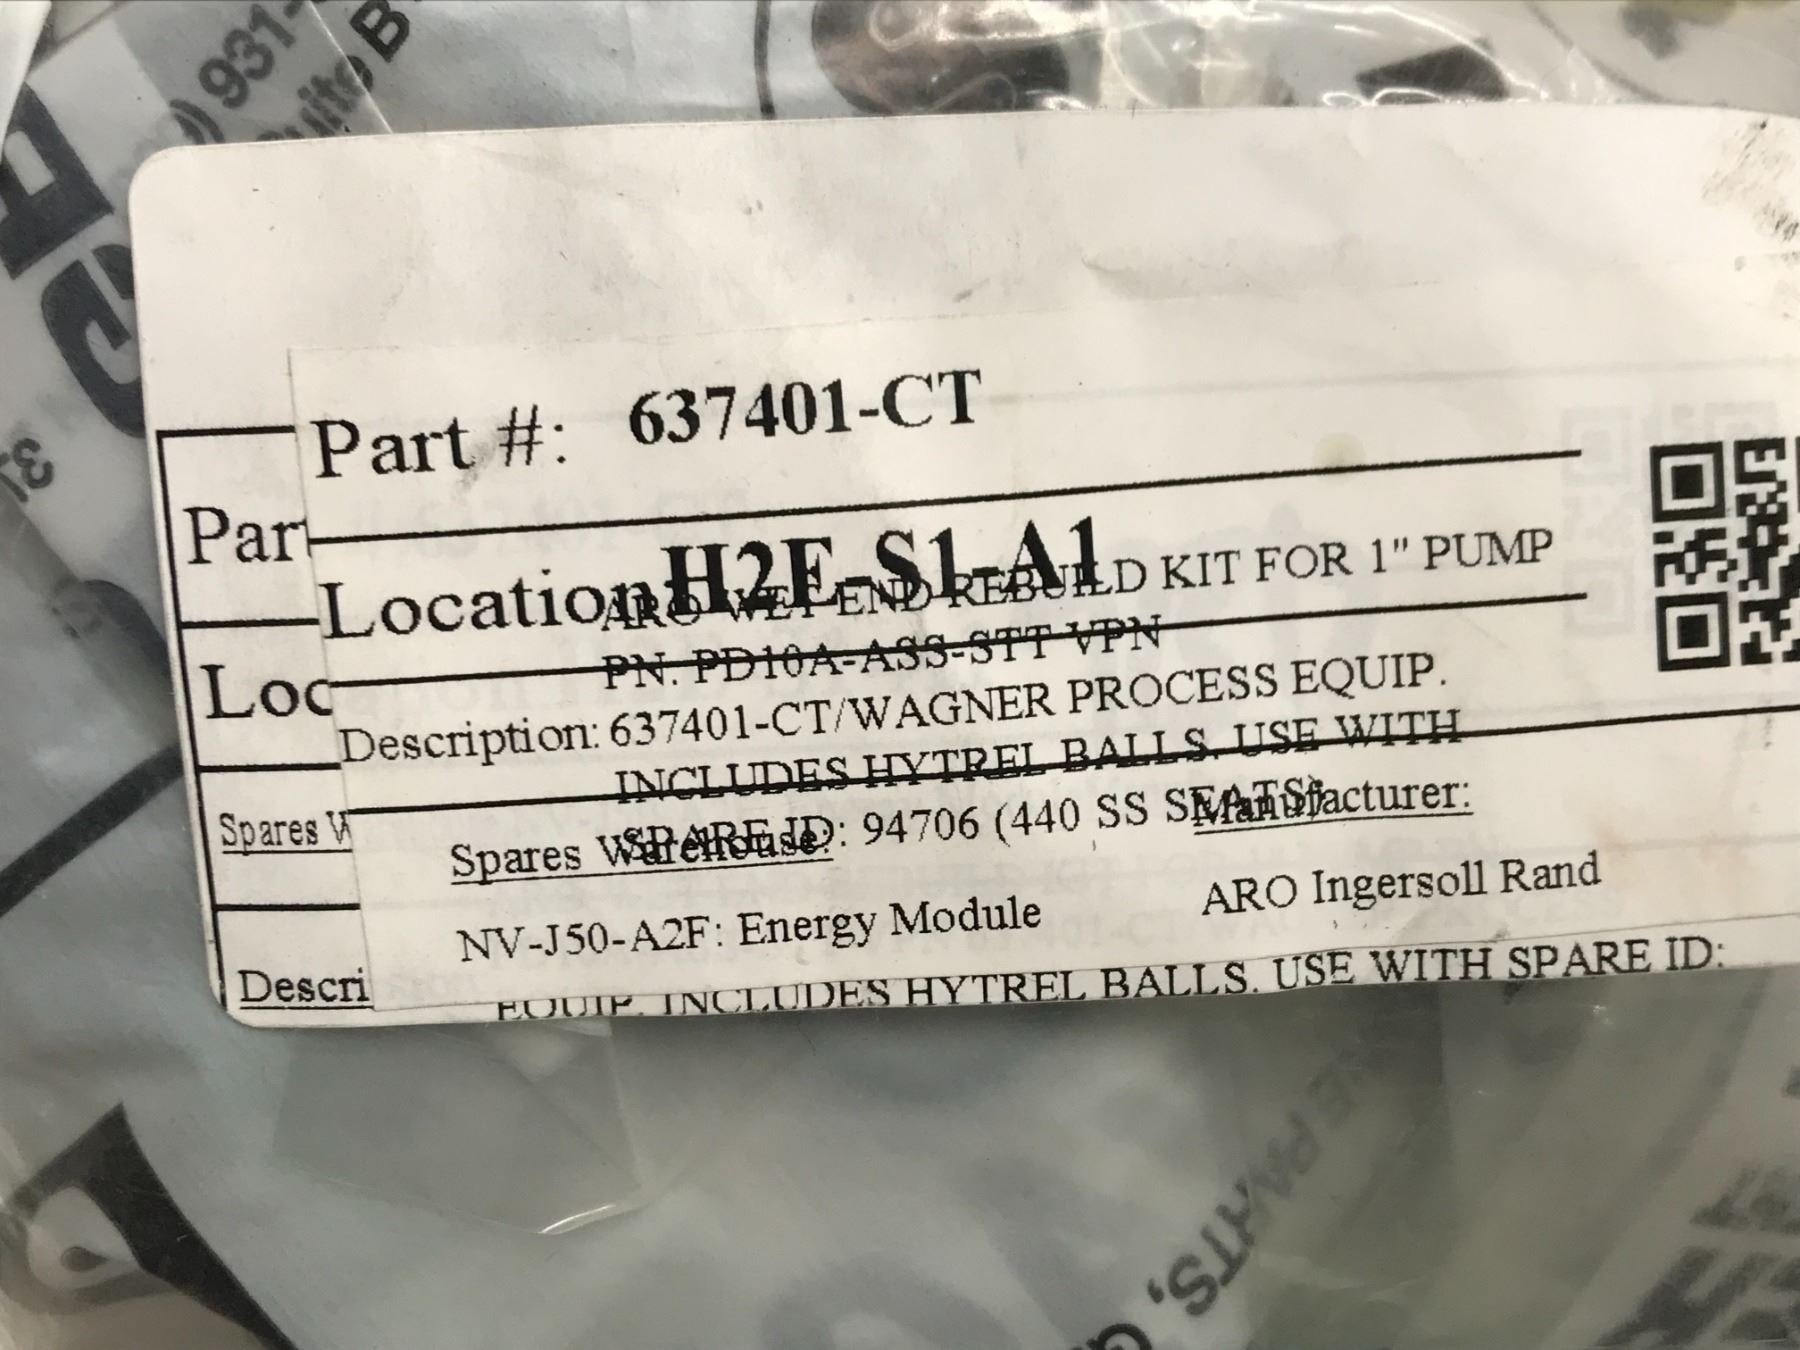 931-
Suite B
Part #: 637401-CT
Par
Location H2F-S1-A1
ARO WET END REBUILD KIT FOR 1" PUMP
PN. PD10A-ASS-STT VPN
Loc
Description: 637401-CT/WAGNER PROCESS EQUIP.
INCLUDES HYTREL BALLS. USE WITH
SPARE ID: 94706 (440 SS SEATS)
Spares W
Spares Warehouse:
Manufacturer:
NV-J50-A2F: Energy Module
ARO Ingersoll Rand
Descri
EQUIP. INCLUDES HYTREL BALLS. USE WITH SPARE ID: